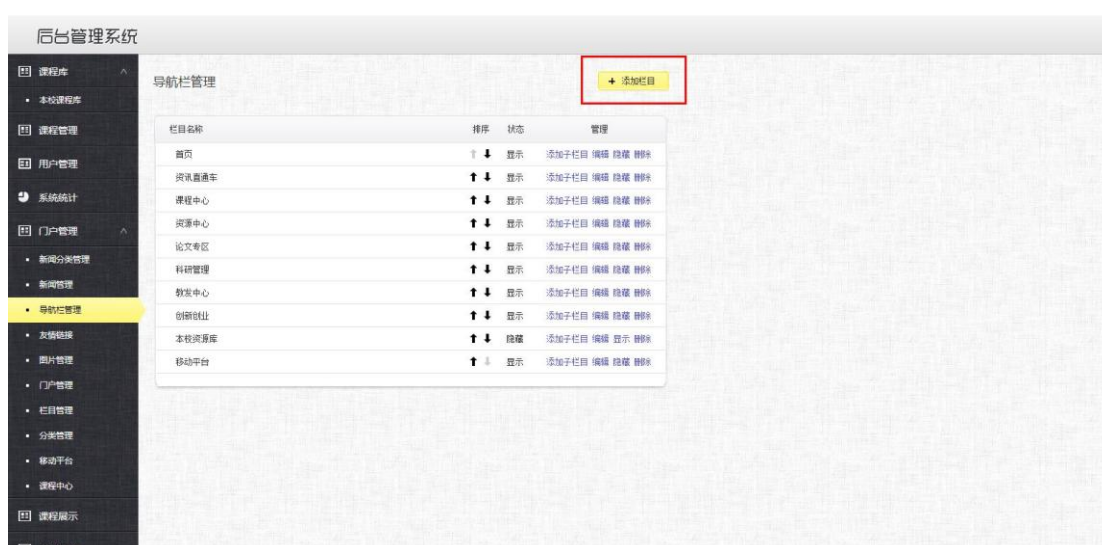 后台管理系统
课程库
本校课程库
课程管理
用户管理
系统统计
门户管理
新闻分类管理
新闻管理
导航栏管理
友情链接
图片管理
门户管理
栏目管理
分类管理
移动平台
课程中心
课程展示
导航栏管理
+ 添加栏目
栏目名称 排序 状态 管理
首页 显示 添加子栏目 编辑 隐藏 删除
资讯直通车 显示 添加子栏目 编辑 隐藏 删除
课程中心 显示 添加子栏目 编辑 隐藏 删除
资源中心 显示 添加子栏目 编辑 隐藏 删除
论文专区 显示 添加子栏目 编辑 隐藏 删除
科研管理 显示 添加子栏目 编辑 隐藏 删除
教发中心 显示 添加子栏目 编辑 隐藏 删除
创新创业 显示 添加子栏目 编辑 隐藏 删除
本校资源库 隐藏 添加子栏目 编辑 显示 删除
移动平台 显示 添加子栏目 编辑 隐藏 删除